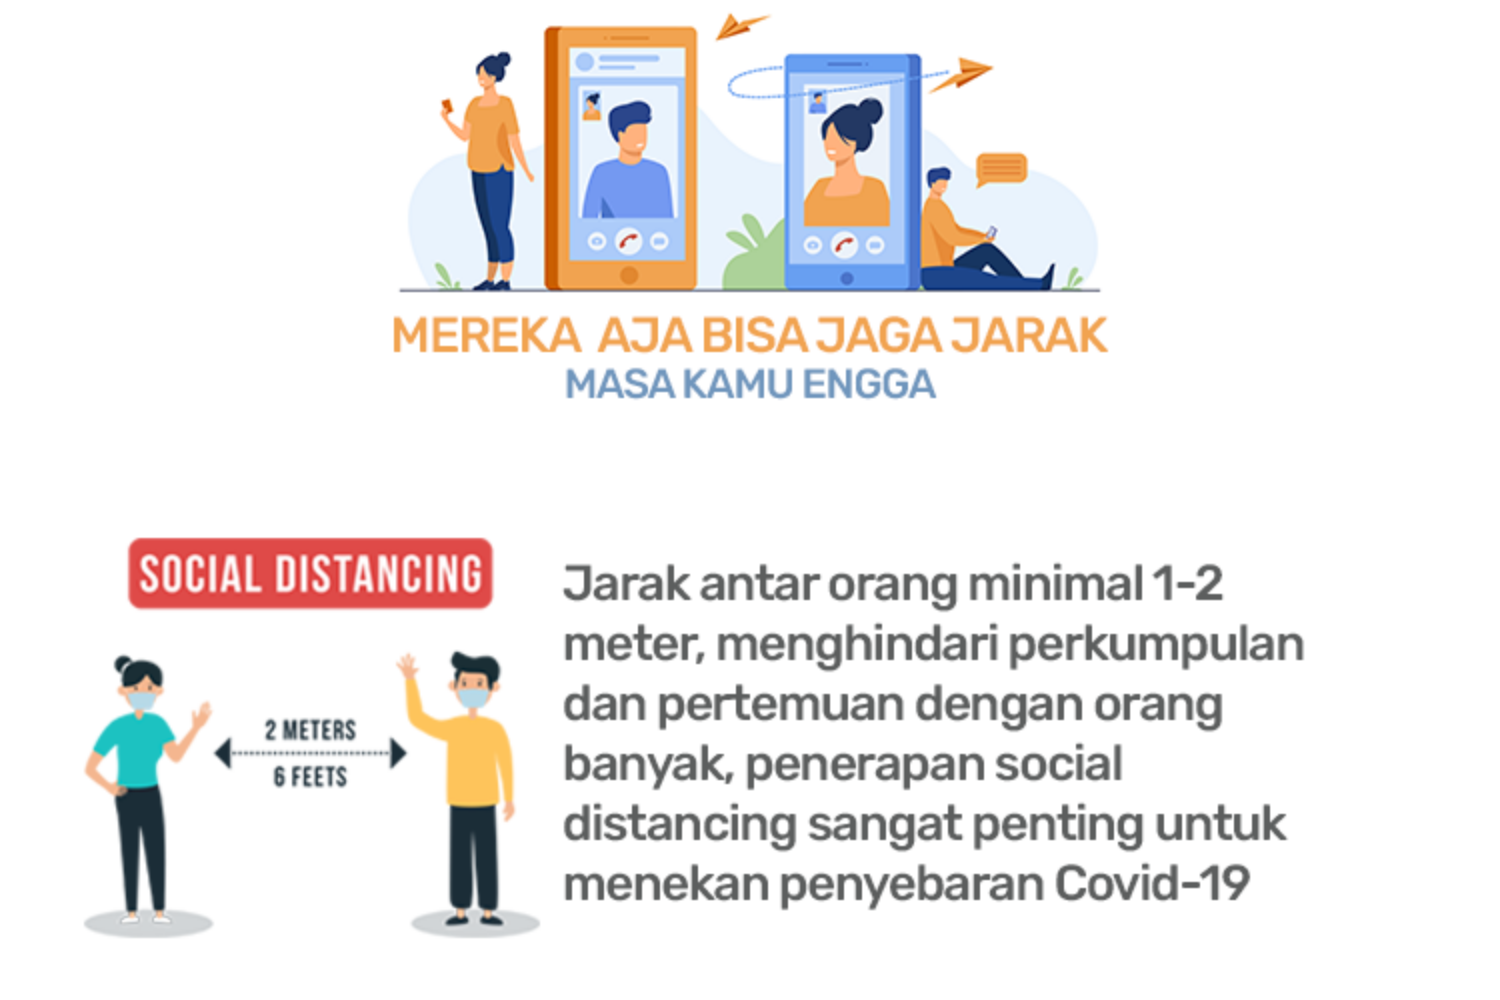 MEREKA AJA BISA JAGA JARAK
MASA KAMU ENGGA
SOCIAL DISTANCING
2 METERS
6 FEETS
Jarak antar orang minimal 1-2
meter, menghindari perkumpulan
dan pertemuan dengan orang
banyak, penerapan social
distancing sangat penting untuk
menekan penyebaran Covid-19